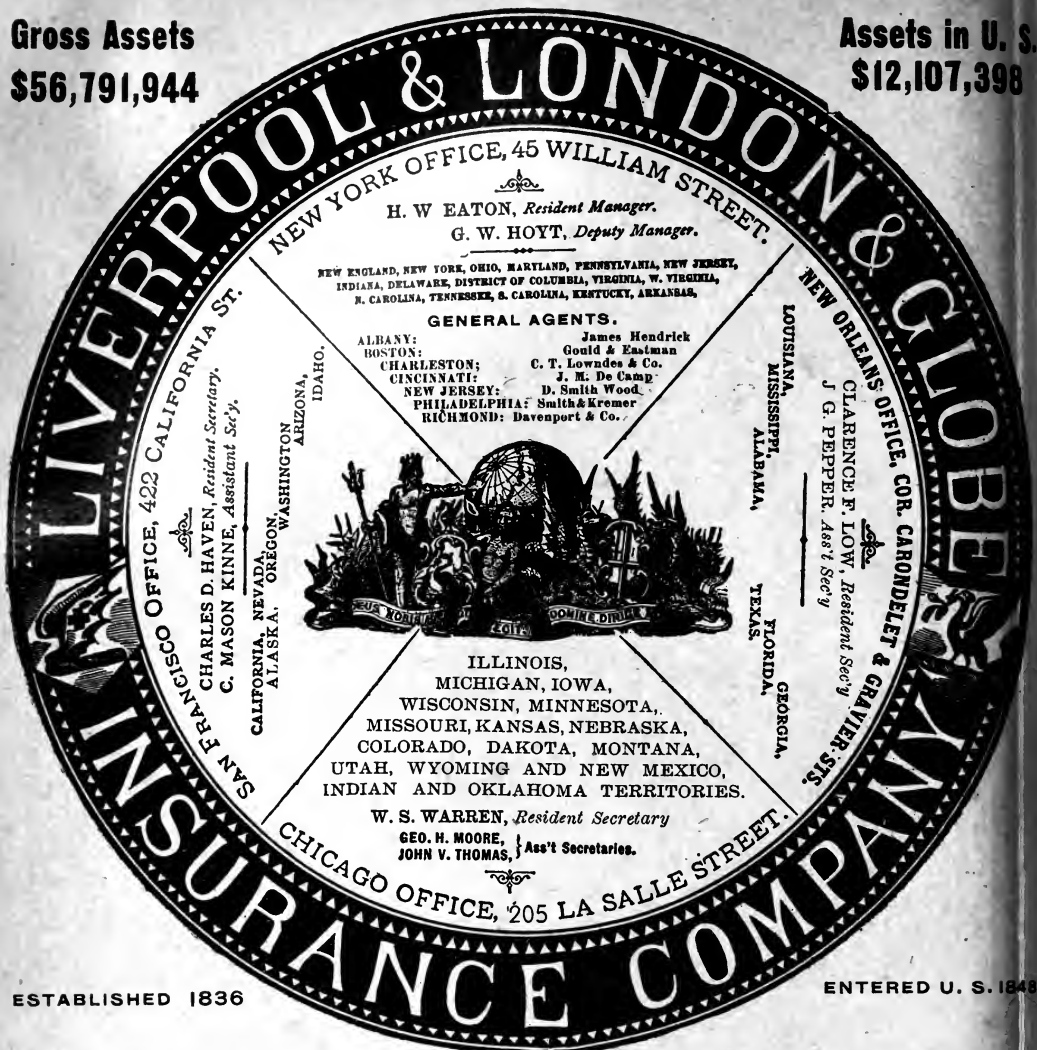 Gross Assets
$56,791,944
Assets in U. S.
$12,107,398
LIVERPOOL & LONDON & GLOBE
INSURANCE COMPANY
NEW YORK OFFICE, 45 WILLIAM STREET.
H. W EATON, Resident Manager.
G. W. HOYT, Deputy Manager.
NEW ENGLAND, NEW YORK, OHIO, MARYLAND, PENNSYLVANIA, NEW JERSEY,
INDIANA, DELAWARE, DISTRICT OF COLUMBIA, VIRGINIA, W. VIRGINIA,
N. CAROLINA, TENNESSEE, S. CAROLINA, KENTUCKY, ARKANSAS,
GENERAL AGENTS.
ALBANY: James Hendrick
BOSTON: Gould & Eastman
CHARLESTON; C. T. Lowndes & Co.
CINCINNATI: J. M. De Camp
NEW JERSEY: D. Smith Wood
PHILADELPHIA: Smith & Kremer
RICHMOND: Davenport & Co.
NEW ORLEANS OFFICE, COR. CARONDELET & GRAVIER STS.
CLARENCE F. LOW, Resident Sec'y
J G. PEPPER. Ass't Sec'y
LOUISIANA,
MISSISSIPPI,
ALABAMA,
GEORGIA,
FLORIDA,
TEXAS,
SAN FRANCISCO OFFICE, 422 CALIFORNIA ST.
CHARLES D. HAVEN, Resident Secretary.
C. MASON KINNE, Assistant Sec'y.
CALIFORNIA, NEVADA, ARIZONA, IDAHO.
ALASKA. OREGON, WASHINGTON
DOMINE, DIRIGE
ILLINOIS,
MICHIGAN, IOWA,
WISCONSIN, MINNESOTA,
MISSOURI, KANSAS, NEBRASKA,
COLORADO, DAKOTA, MONTANA,
UTAH, WYOMING AND NEW MEXICO,
INDIAN AND OKLAHOMA TERRITORIES.
W. S. WARREN, Resident Secretary
GEO. H. MOORE,
JOHN V. THOMAS, } Ass't Secretaries.
CHICAGO OFFICE, 205 LA SALLE STREET.
ESTABLISHED 1836
ENTERED U. S. 1848